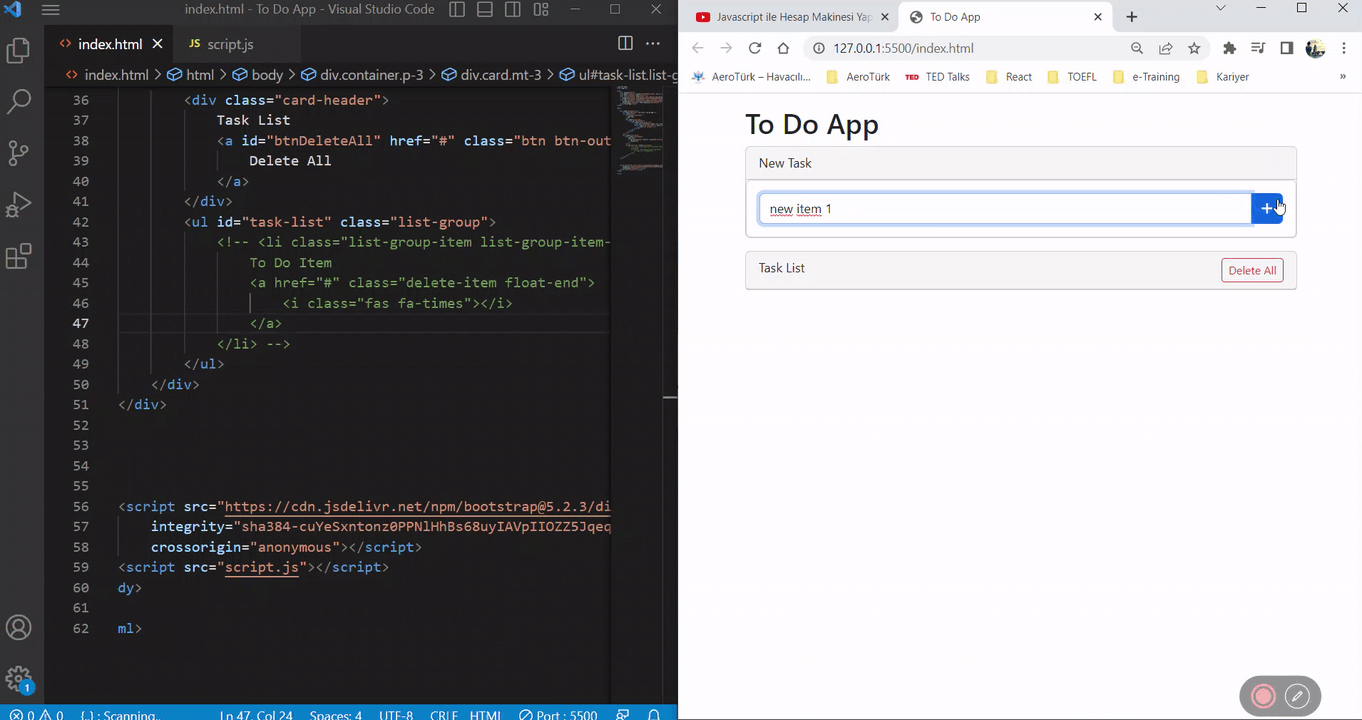 index.html - To Do App - Visual Studio Code
index.html
JS script.js
index.html > html > body > div.container.p-3 > div.card.mt-3 > ul#task-list.list-g
36 <div class="card-header">
37 Task List
38 <a id="btnDeleteAll" href="#" class="btn btn-out
39 Delete All
40 </a>
41 </div>
42 <ul id="task-list" class="list-group">
43 <!-- <li class="list-group-item list-group-item-
44 To Do Item
45 <a href="#" class="delete-item float-end">
46 <i class="fas fa-times"></i>
47 </a>
48 </li> -->
49 </ul>
50 </div>
51 </div>
52
53
54
55
56 <script src="https://cdn.jsdelivr.net/npm/bootstrap@5.2.3/di
57 integrity="sha384-cuYeSxntonz0PPNlHhBs68uyIAVpIIOZZ5Jqeq
58 crossorigin="anonymous"></script>
59 <script src="script.js"></script>
60 dy>
61
62 ml>
1
0 0 {..}: Scanning.. Ln 47, Col 24 Spaces: 4 UTF-8 CRLF HTML Port : 5500
Javascript ile Hesap Makinesi Yap
To Do App
127.0.0.1:5500/index.html
AeroTürk – Havacılı...
AeroTürk
TED TED Talks
React
TOEFL
e-Training
Kariyer
»
To Do App
New Task
new item 1
+
Task List
Delete All